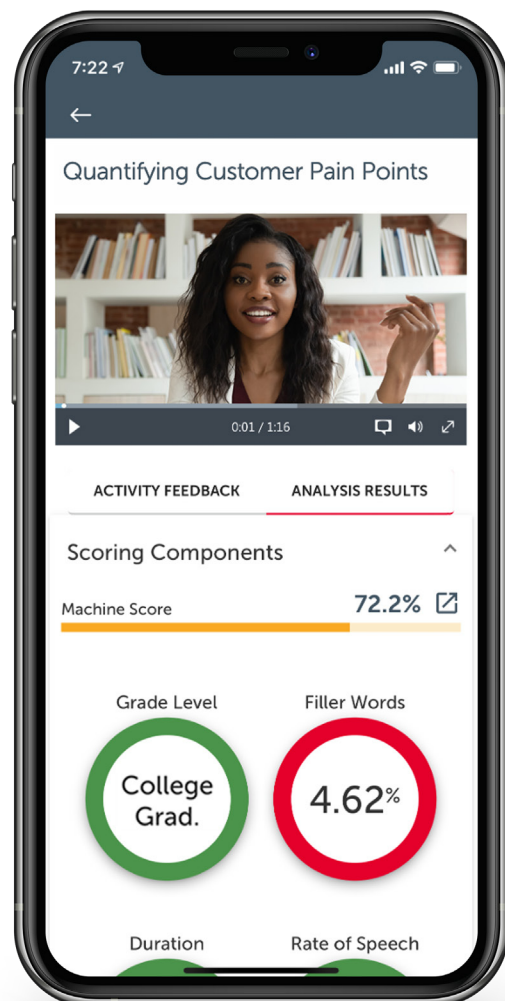 7:22
Quantifying Customer Pain Points
0:01 / 1:16
ACTIVITY FEEDBACK ANALYSIS RESULTS
Scoring Components
Machine Score 72.2%
Grade Level Filler Words
College 4.62%
Grad.
Duration Rate of Speech